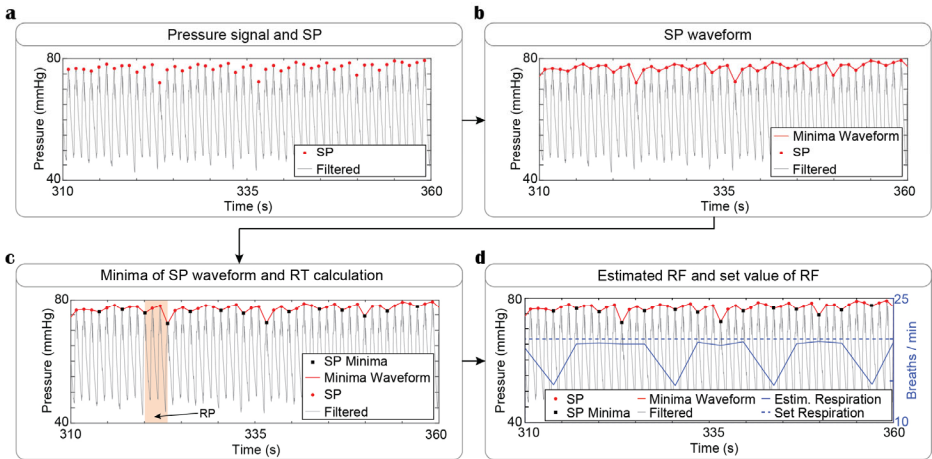 a
Pressure signal and SP
Pressure (mmHg)
80
40
SP
Filtered
310
335
360
Time (s)
b
SP waveform
Pressure (mmHg)
80
40
Minima Waveform
SP
Filtered
310
335
360
Time (s)
c
Minima of SP waveform and RT calculation
Pressure (mmHg)
80
40
SP Minima
Minima Waveform
SP
Filtered
RP
310
335
360
Time (s)
d
Estimated RF and set value of RF
Pressure (mmHg)
80
40
25
10
Breaths / min
SP
Minima Waveform
Estim. Respiration
SP Minima
Filtered
Set Respiration
310
335
360
Time (s)